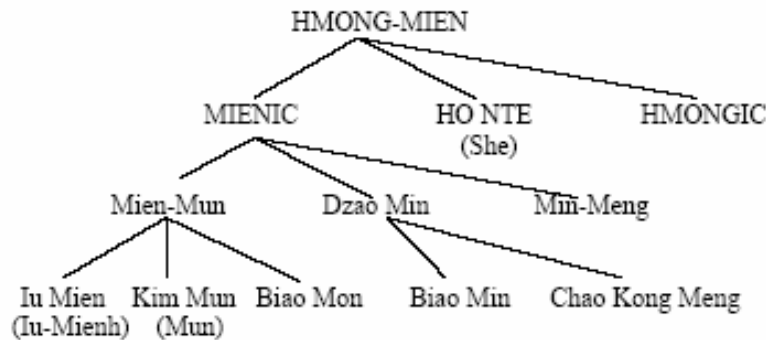 HMONG-MIEN
MIENIC HO NTE HMONGIC
(She)
Mien-Mun Dzao Min Min-Meng
Iu Mien Kim Mun Biao Mon Biao Min Chao Kong Meng
(Iu-Mienh) (Mun)